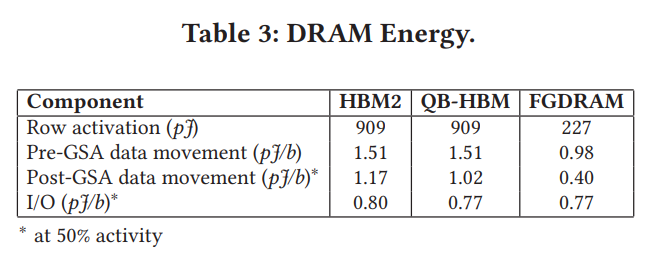 Table 3: DRAM Energy.
Component HBM2 QB-HBM FGDRAM
Row activation (pJ) 909 909 227
Pre-GSA data movement (pJ/b) 1.51 1.51 0.98
Post-GSA data movement (pJ/b)* 1.17 1.02 0.40
I/O (pJ/b)* 0.80 0.77 0.77
* at 50% activity